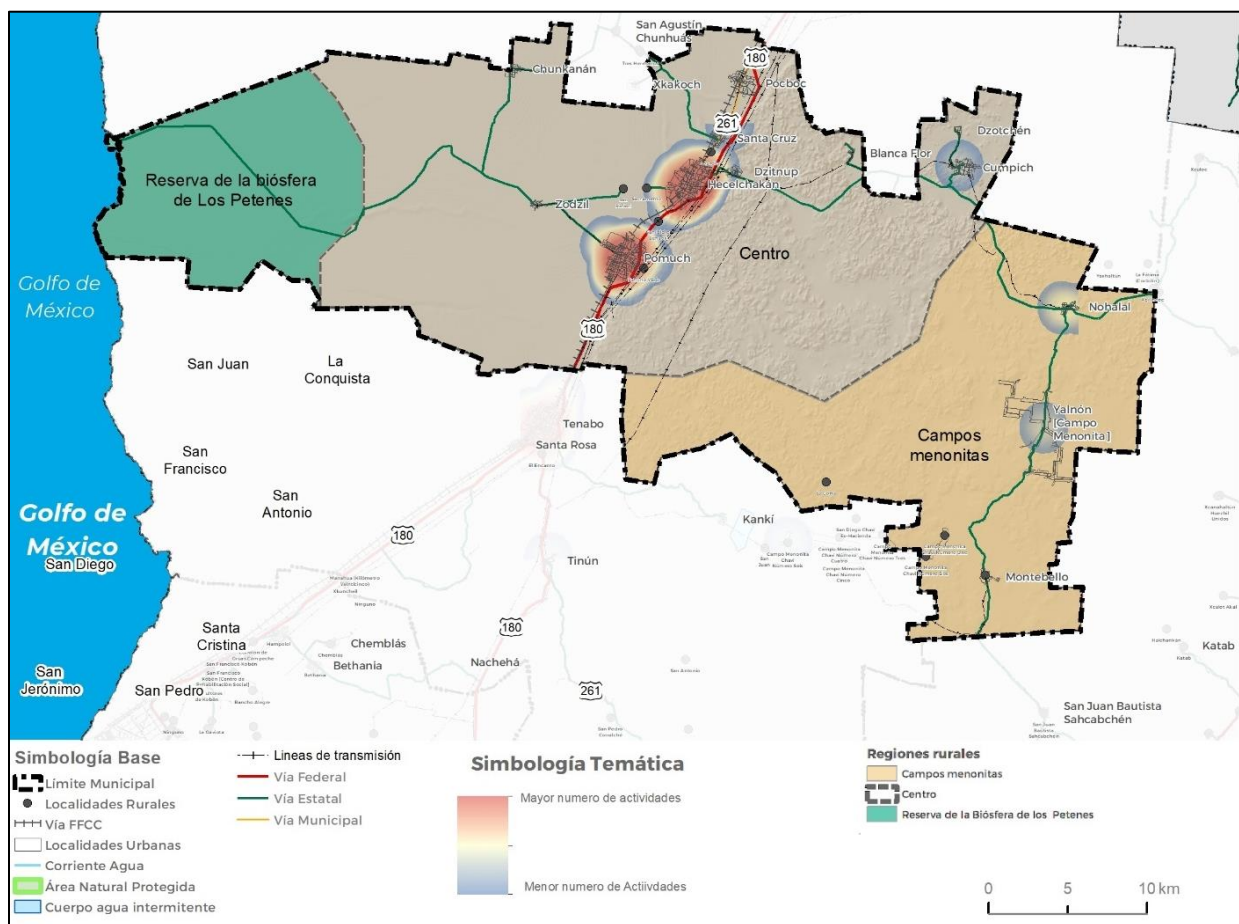 San Agustín
Chunhuás
180
Chunkanán
Xkakoch
Pocboc
261
Santa Cruz
Dzotchén
Blanca Flor
Cumpich
Dzitnup
Hecelchakán
Reserva de la biósfera
de Los Petenes
Zodzil
Pomuch
Centro
Golfo de
México
Nohalal
180
San Juan
La
Conquista
Tenabo
Santa Rosa
Yalnón
[Campo
Menonita]
Campos
menonitas
San
Francisco
San
Antonio
Golfo de
México
San Diego
180
Kankí
Tinún
Montebello
Santa
Cristina
Chemblás
Bethania
180
Nachehá
Katab
San
Jerónimo
San Pedro
261
San Juan Bautista
Sahcabchén
Simbología Base
Límite Municipal
Localidades Rurales
Vía FFCC
Localidades Urbanas
Corriente Agua
Área Natural Protegida
Cuerpo agua intermitente
Lineas de transmisión
Vía Federal
Vía Estatal
Vía Municipal
Simbología Temática
Mayor numero de actividades
Menor numero de Actiivdades
Regiones rurales
Campos menonitas
Centro
Reserva de la Biósfera de los Petenes
0 5 10 km